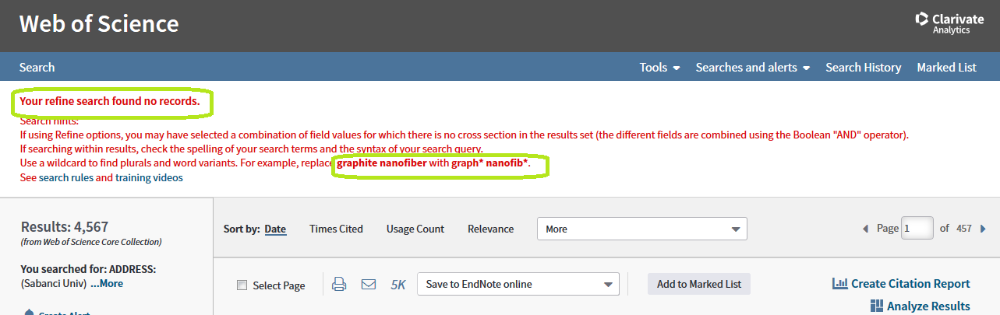 Web of Science
Clarivate
Analytics
Search
Tools
Searches and alerts
Search History
Marked List
Your refine search found no records.
Search hints:
If using Refine options, you may have selected a combination of field values for which there is no cross section in the results set (the different fields are combined using the Boolean "AND" operator).
If searching within results, check the spelling of your search terms and the syntax of your search query.
Use a wildcard to find plurals and word variants. For example, replace graphite nanofiber with graph* nanofib*.
See search rules and training videos
Results: 4,567
(from Web of Science Core Collection)
You searched for: ADDRESS:
(Sabanci Univ) ...More
Create Alert
Sort by: Date Times Cited Usage Count Relevance More
Page 1 of 457
Select Page
5K
Save to EndNote online
Add to Marked List
Create Citation Report
Analyze Results